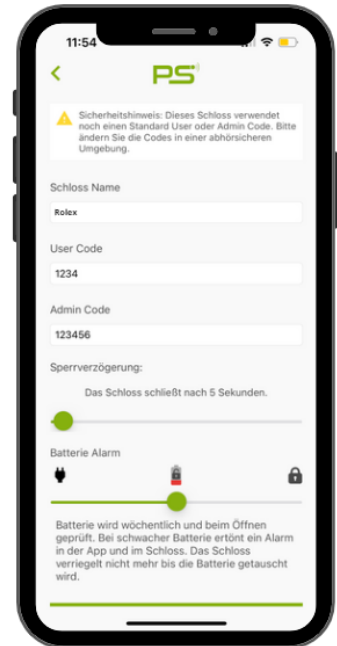 11:54
PS
Sicherheitshinweis: Dieses Schloss verwendet
noch einen Standard User oder Admin Code. Bitte
ändern Sie die Codes in einer abhörsicheren
Umgebung.
Schloss Name
Rolex
User Code
1234
Admin Code
123456
Sperrverzögerung:
Das Schloss schließt nach 5 Sekunden.
Batterie Alarm
Batterie wird wöchentlich und beim Öffnen
geprüft. Bei schwacher Batterie ertönt ein Alarm
in der App und im Schloss. Das Schloss
verriegelt nicht mehr bis die Batterie getauscht
wird.